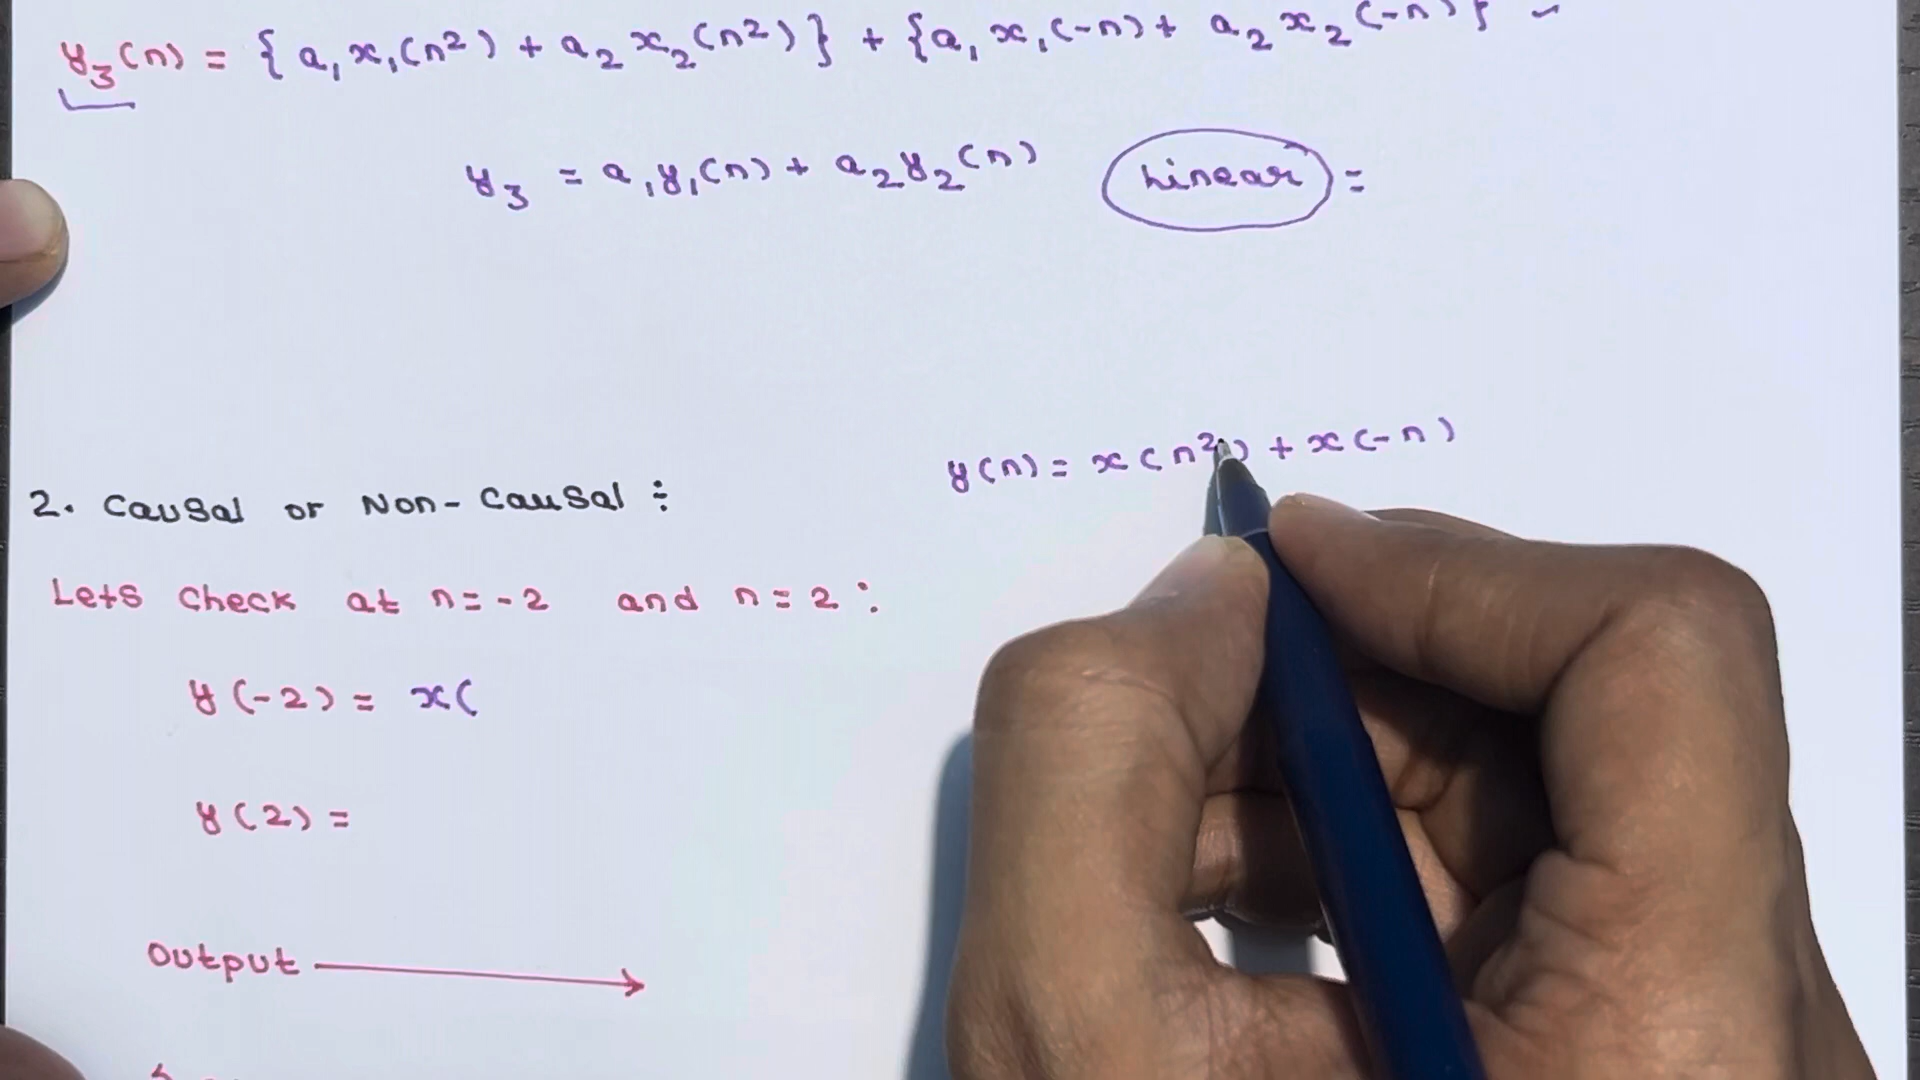 y₃(n) = {a₁x₁(n²) + a₂x₂(n²)} + {a₁x₁(-n) + a₂x₂(-n)}
y₃ = a₁y₁(n) + a₂y₂(n) Linear =
y(n) = x(n²) + x(-n)
2. Causal or Non-Causal :
Lets check at n=-2 and n=2 :
y(-2) = x(
y(2) =
Output